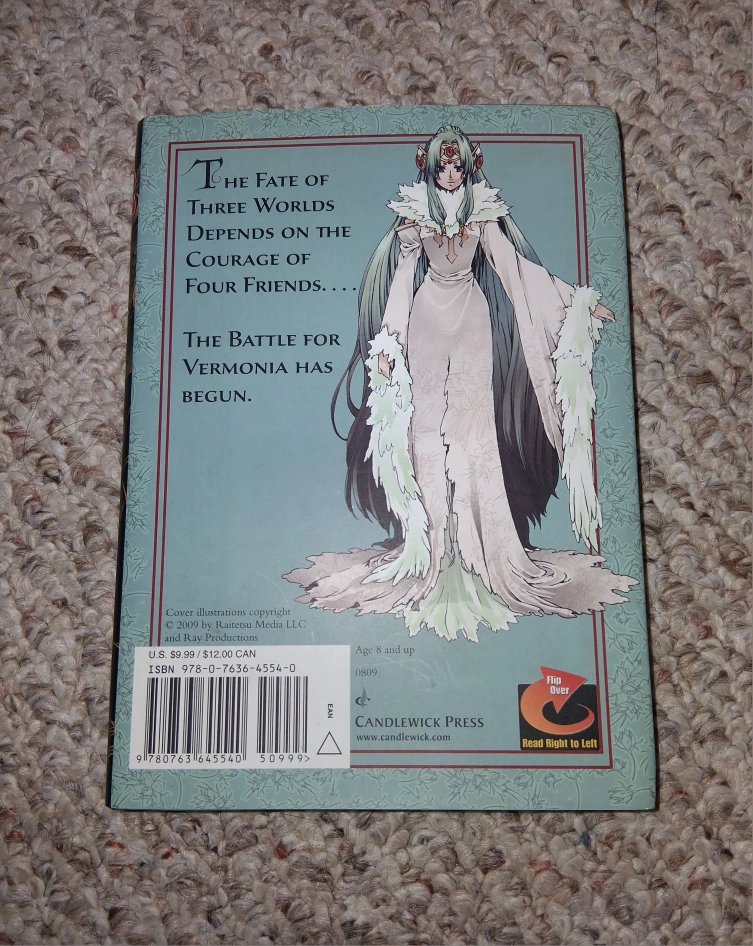 The Fate of
Three Worlds
Depends on the
Courage of
Four Friends. . . .
The Battle for
Vermonia has
begun.
Cover illustrations copyright
© 2009 by Raitetsu Media LLC
and Ray Productions
U.S. $9.99 / $12.00 CAN
ISBN 978-0-7636-4554-0
EAN
9 780763 645540
50999>
Age 8 and up
0809
Candlewick Press
www.candlewick.com
Flip
Over
Read Right to Left